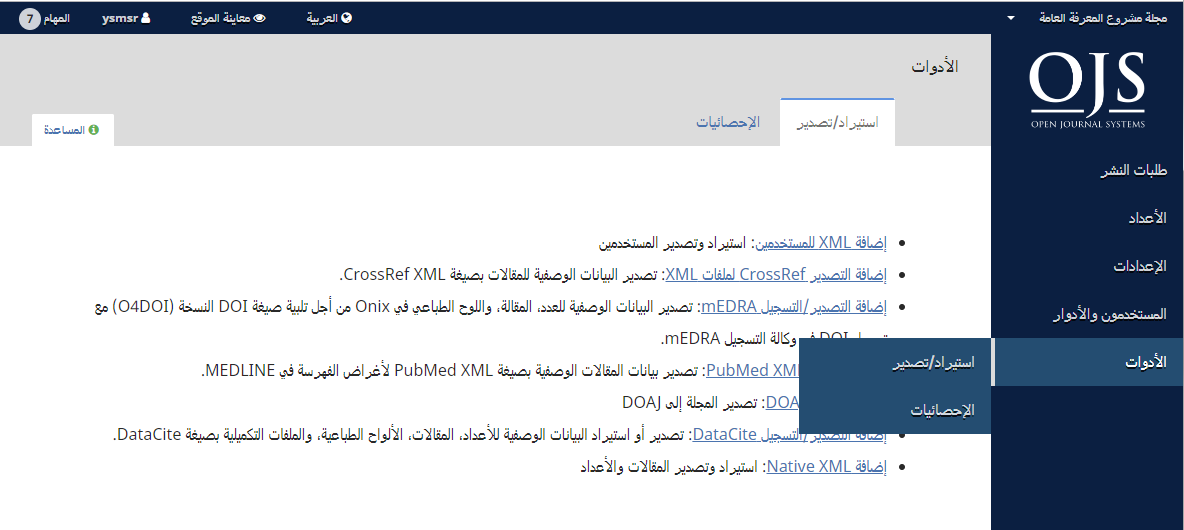 مجلة مشروع المعرفة العامة
العربية
معاينة الموقع
ysmsr
المهام 7
OJS
OPEN JOURNAL SYSTEMS
طلبات النشر
الأعداد
الإعدادات
المستخدمون والأدوار
الأدوات
استيراد/تصدير
الإحصائيات
الأدوات
استيراد/تصدير
الإحصائيات
المساعدة
إضافة XML للمستخدمين: استيراد وتصدير المستخدمين
إضافة التصدير CrossRef لملفات XML: تصدير البيانات الوصفية للمقالات بصيغة CrossRef XML.
إضافة التصدير/التسجيل mEDRA: تصدير البيانات الوصفية للعدد، المقالة، واللوح الطباعي في Onix من أجل تلبية صيغة DOI النسخة (O4DOI) مع
وكالة التسجيل mEDRA.
PubMed XML: تصدير بيانات المقالات الوصفية بصيغة PubMed XML لأغراض الفهرسة في MEDLINE.
DOAJ: تصدير المجلة إلى DOAJ
إضافة التصدير/التسجيل DataCite: تصدير أو استيراد البيانات الوصفية للأعداد، المقالات، الألواح الطباعية، والملفات التكميلية بصيغة DataCite.
إضافة Native XML: استيراد وتصدير المقالات والأعداد